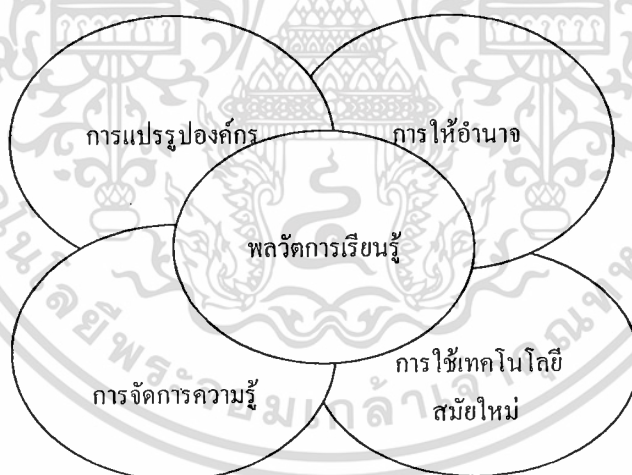 การแปรรูปองค์กร
การให้อำนาจ
พลวัตการเรียนรู้
การจัดการความรู้
การใช้เทคโนโลยี
สมัยใหม่